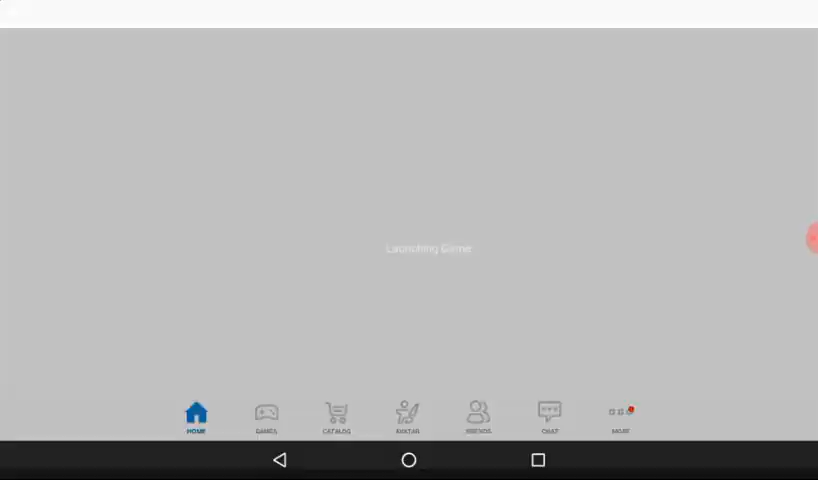 Launching Game
HOME
GAMES
CATALOG
AVATAR
FRIENDS
CHAT
MORE